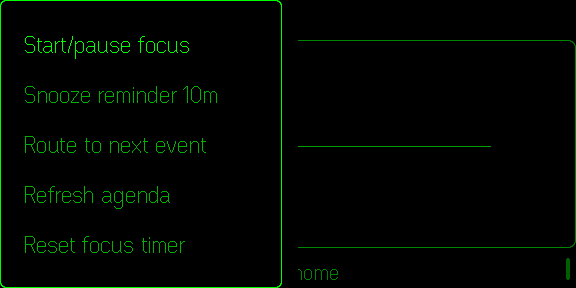 Start/pause focus
Snooze reminder 10m
Route to next event
Refresh agenda
Reset focus timer
home